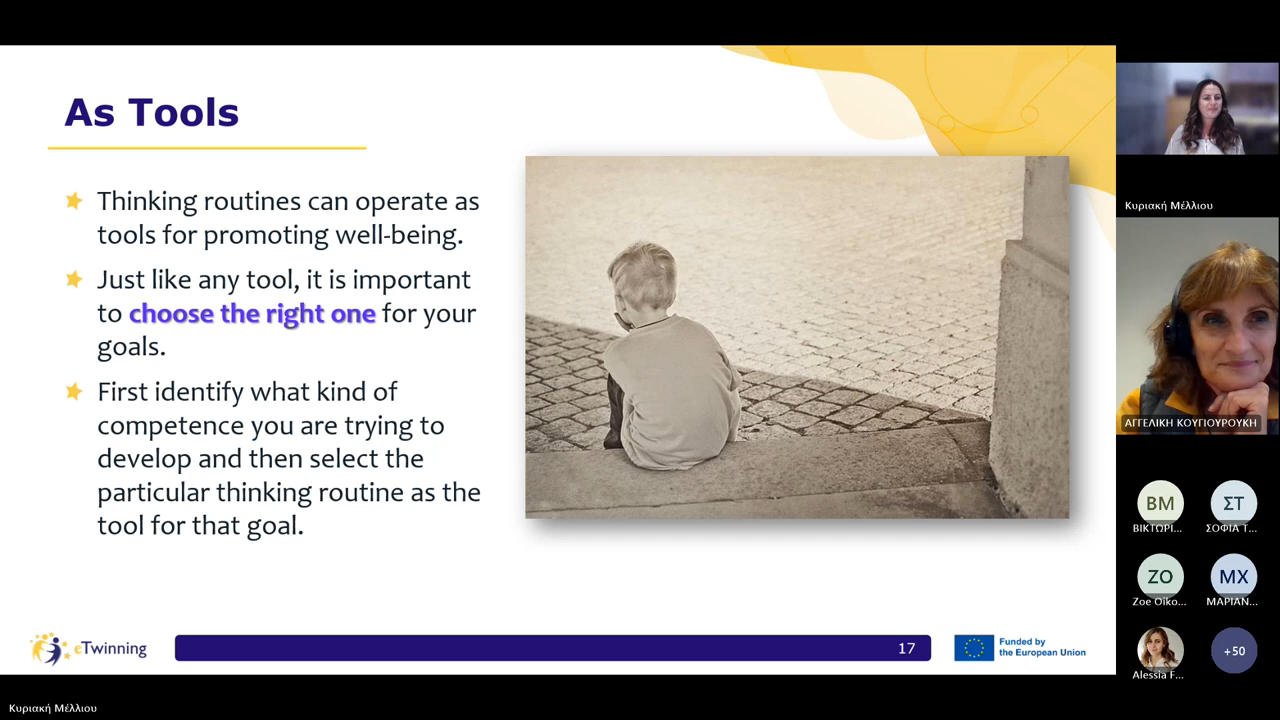 As Tools
Thinking routines can operate as
tools for promoting well-being.
Just like any tool, it is important
to choose the right one for your
goals.
First identify what kind of
competence you are trying to
develop and then select the
particular thinking routine as the
tool for that goal.
eTwinning
17
Funded by
the European Union
Κυριακή Μέλλιου
ΑΓΓΕΛΙΚΗ ΚΟΥΓΙΟΥΡΟΥΚΗ
ΒΜ
ΒΙΚΤΩΡΙ...
ΣΤ
ΣΟΦΙΑ Τ...
ZO
Zoe Oiko...
ΜΧ
ΜΑΡΙΑΝ...
Alessia F...
+50
Κυριακή Μέλλιου